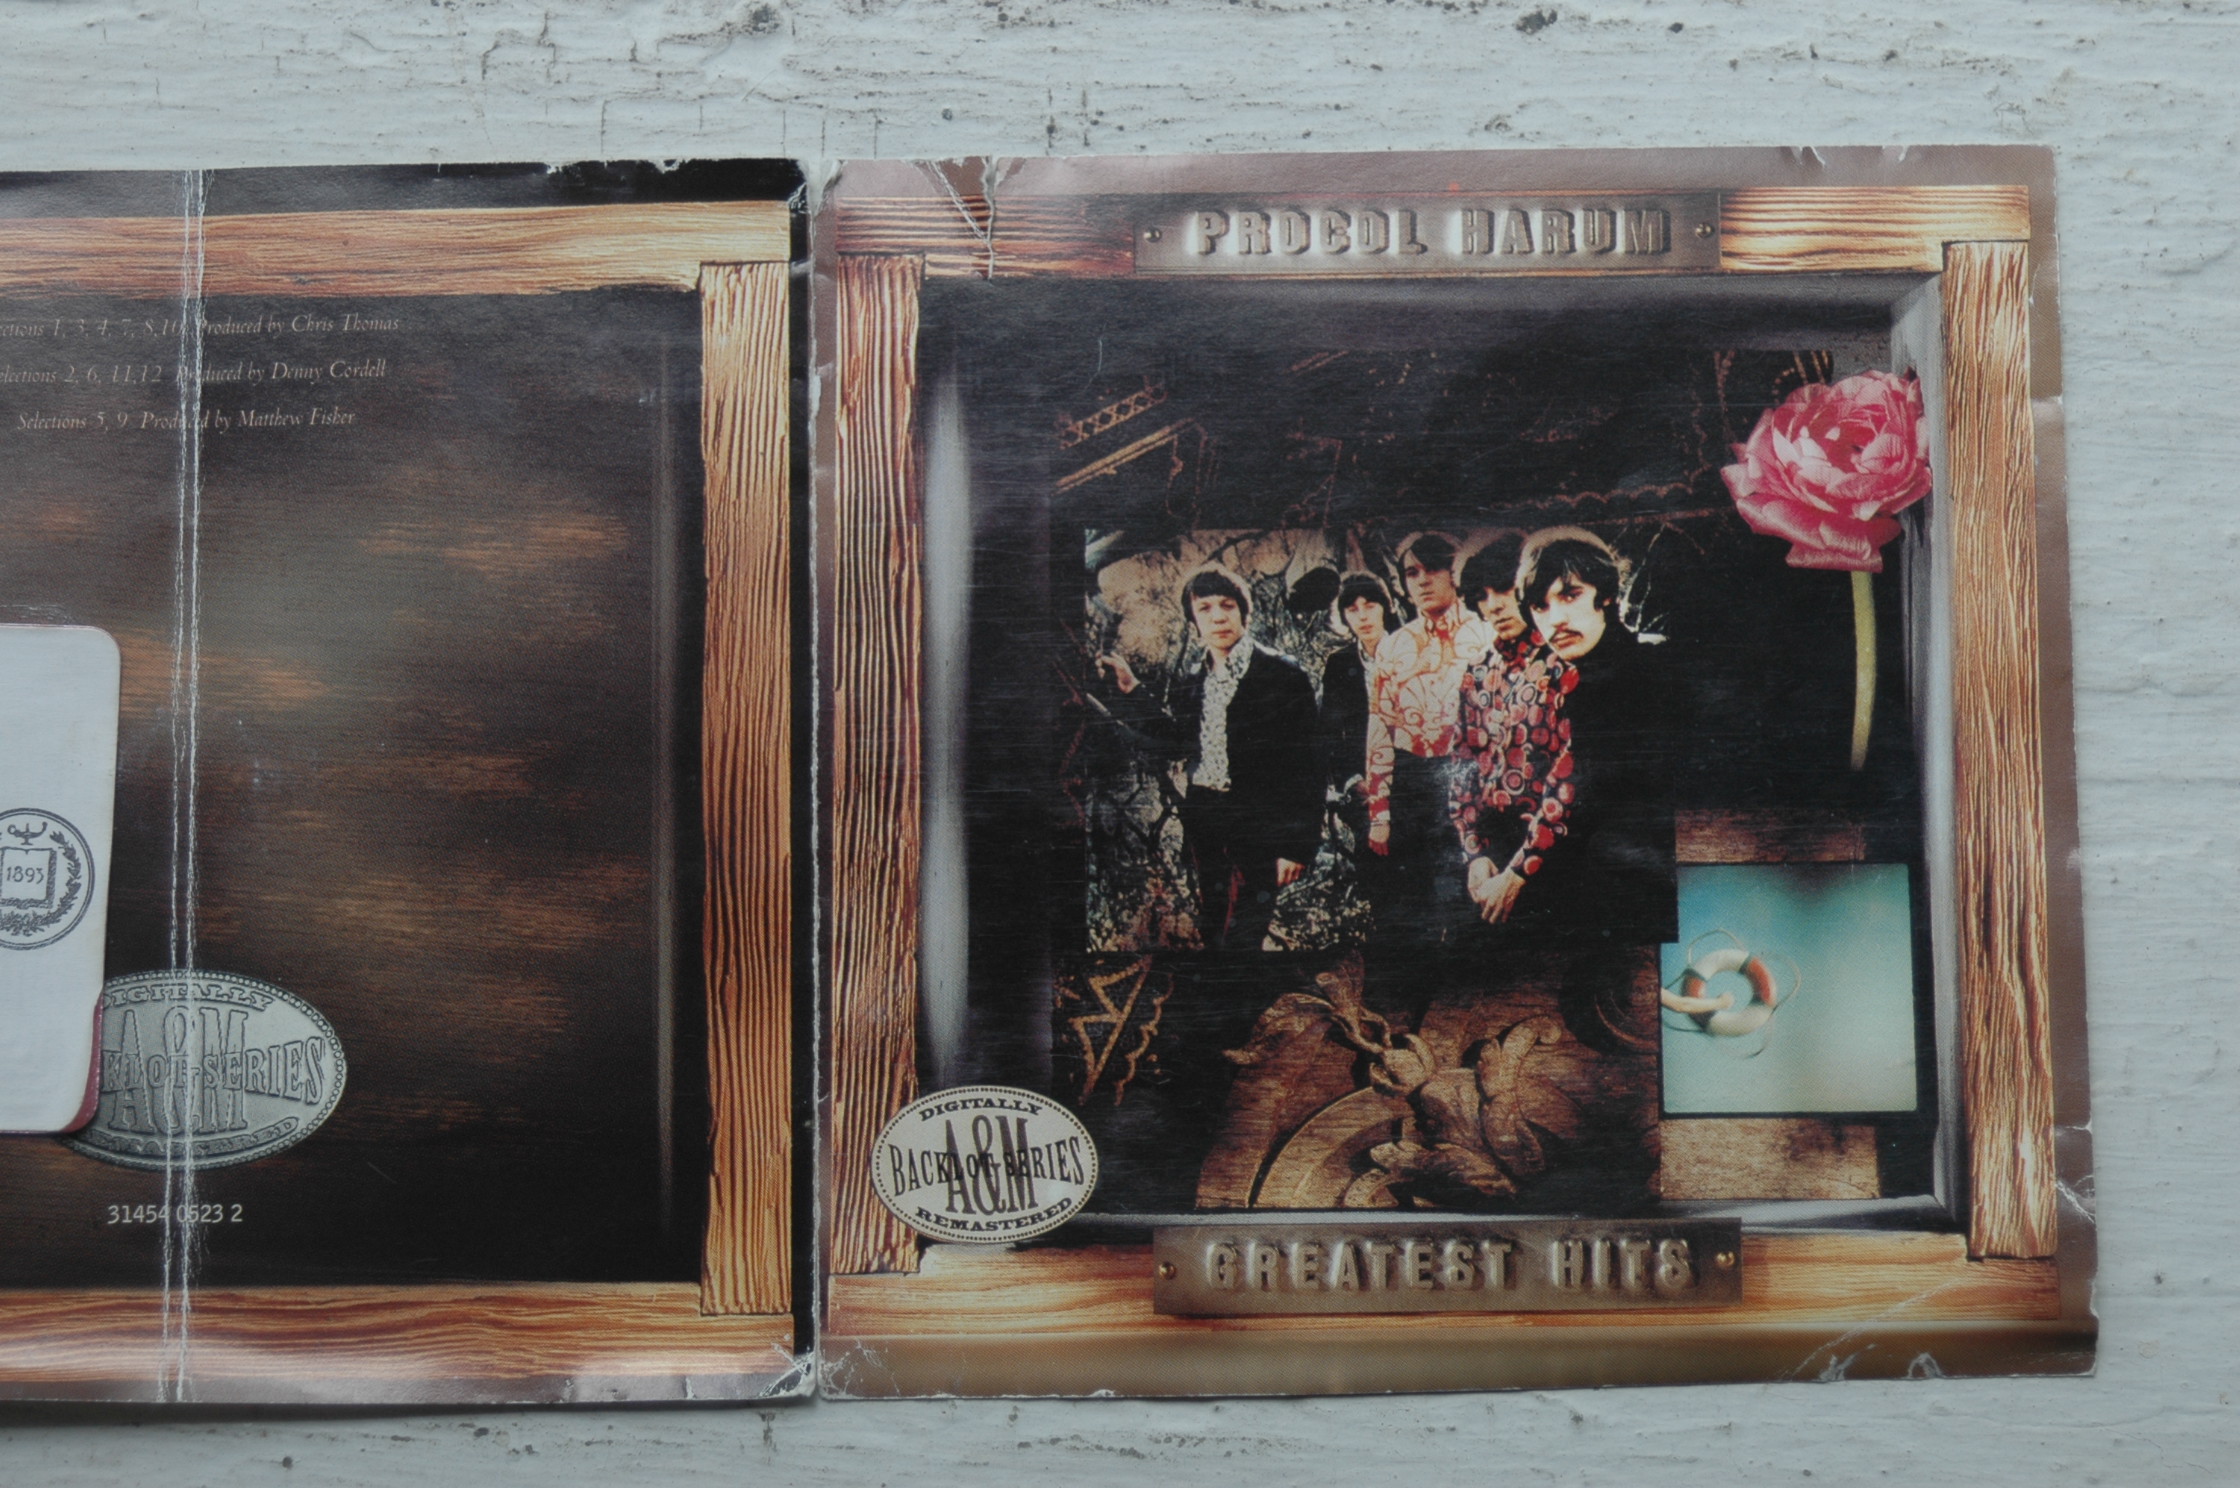 1, 3, 4, 7, 8, 10 Produced by Chris Thomas
Selections 2, 6, 11, 12 Produced by Denny Cordell
Selections 5, 9 Produced by Matthew Fisher
1893
DIGITALLY
A&M
SERIES
REMASTERED
31454 0523 2
PROCOL HARUM
DIGITALLY
A&M
BACKLOT SERIES
REMASTERED
GREATEST HITS